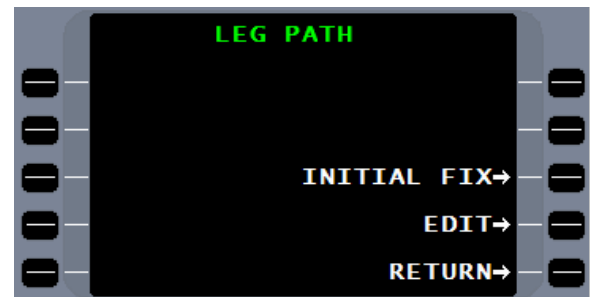 LEG PATH
INITIAL FIX→
EDIT→
RETURN→